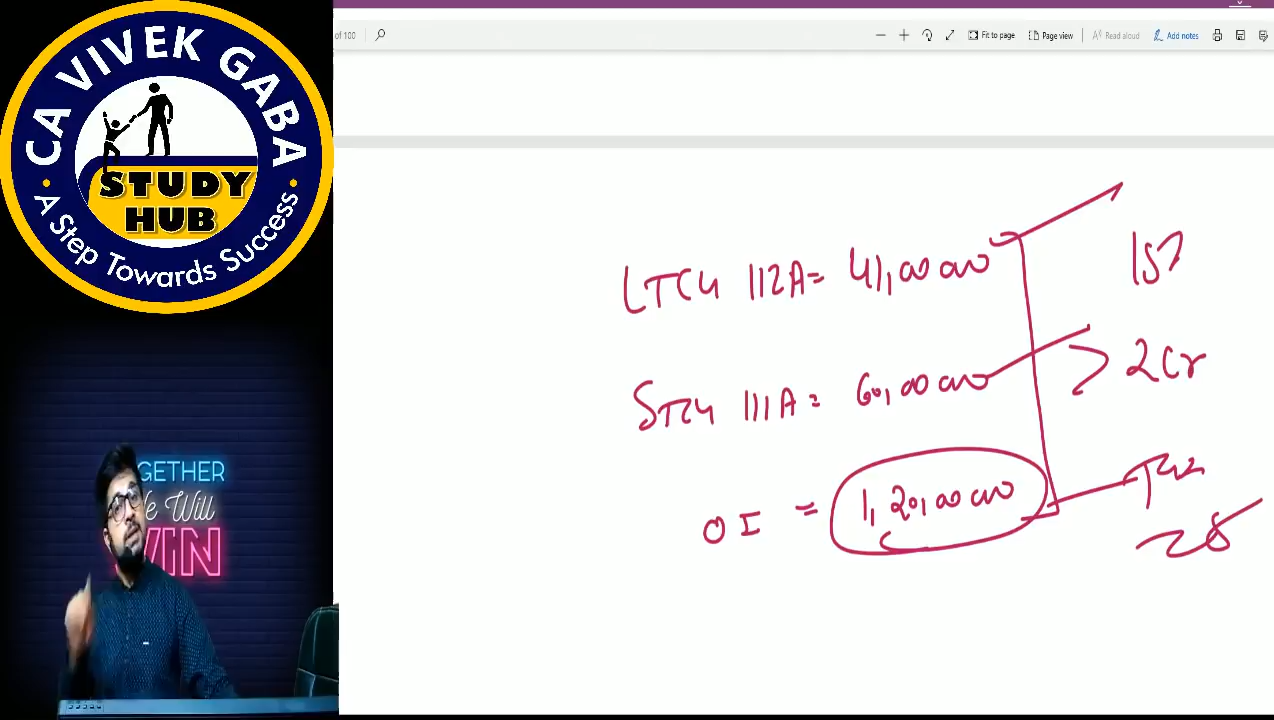 CA VIVEK GABA
STUDY
HUB
A Step Towards Success
of 100
Fit to page
Page view
Read aloud
Add notes
LTCG 112A = 41,00,000
15%
STCG 111A = 60,00,000
2Cr
OI = 1,20,00,000
25
OGETHER
We Will
WIN